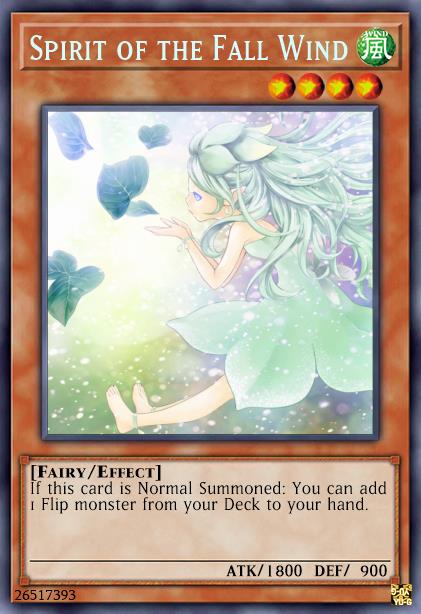 Spirit of the Fall Wind
WIND
風
[Fairy/Effect]
If this card is Normal Summoned: You can add
1 Flip monster from your Deck to your hand.
ATK/1800 DEF/ 900
26517393